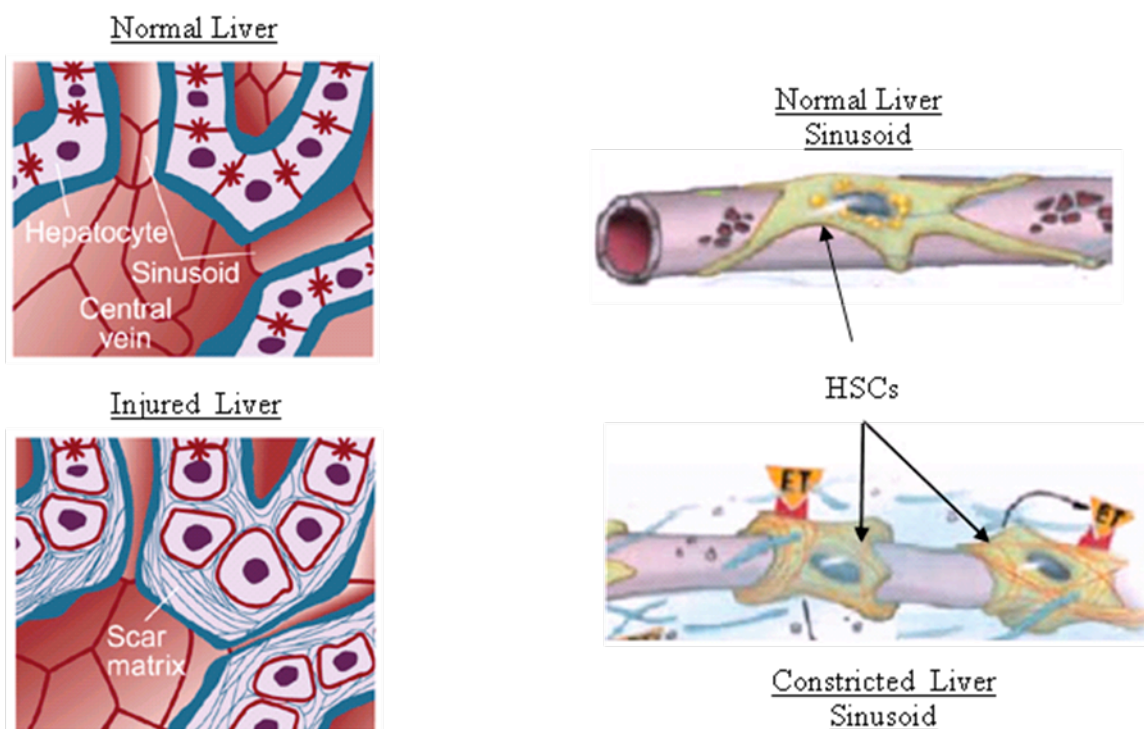 Normal Liver
Hepatocyte
Sinusoid
Central
vein
Injured Liver
Scar
matrix
Normal Liver
Sinusoid
HSCs
ET
ET
Constricted Liver
Sinusoid